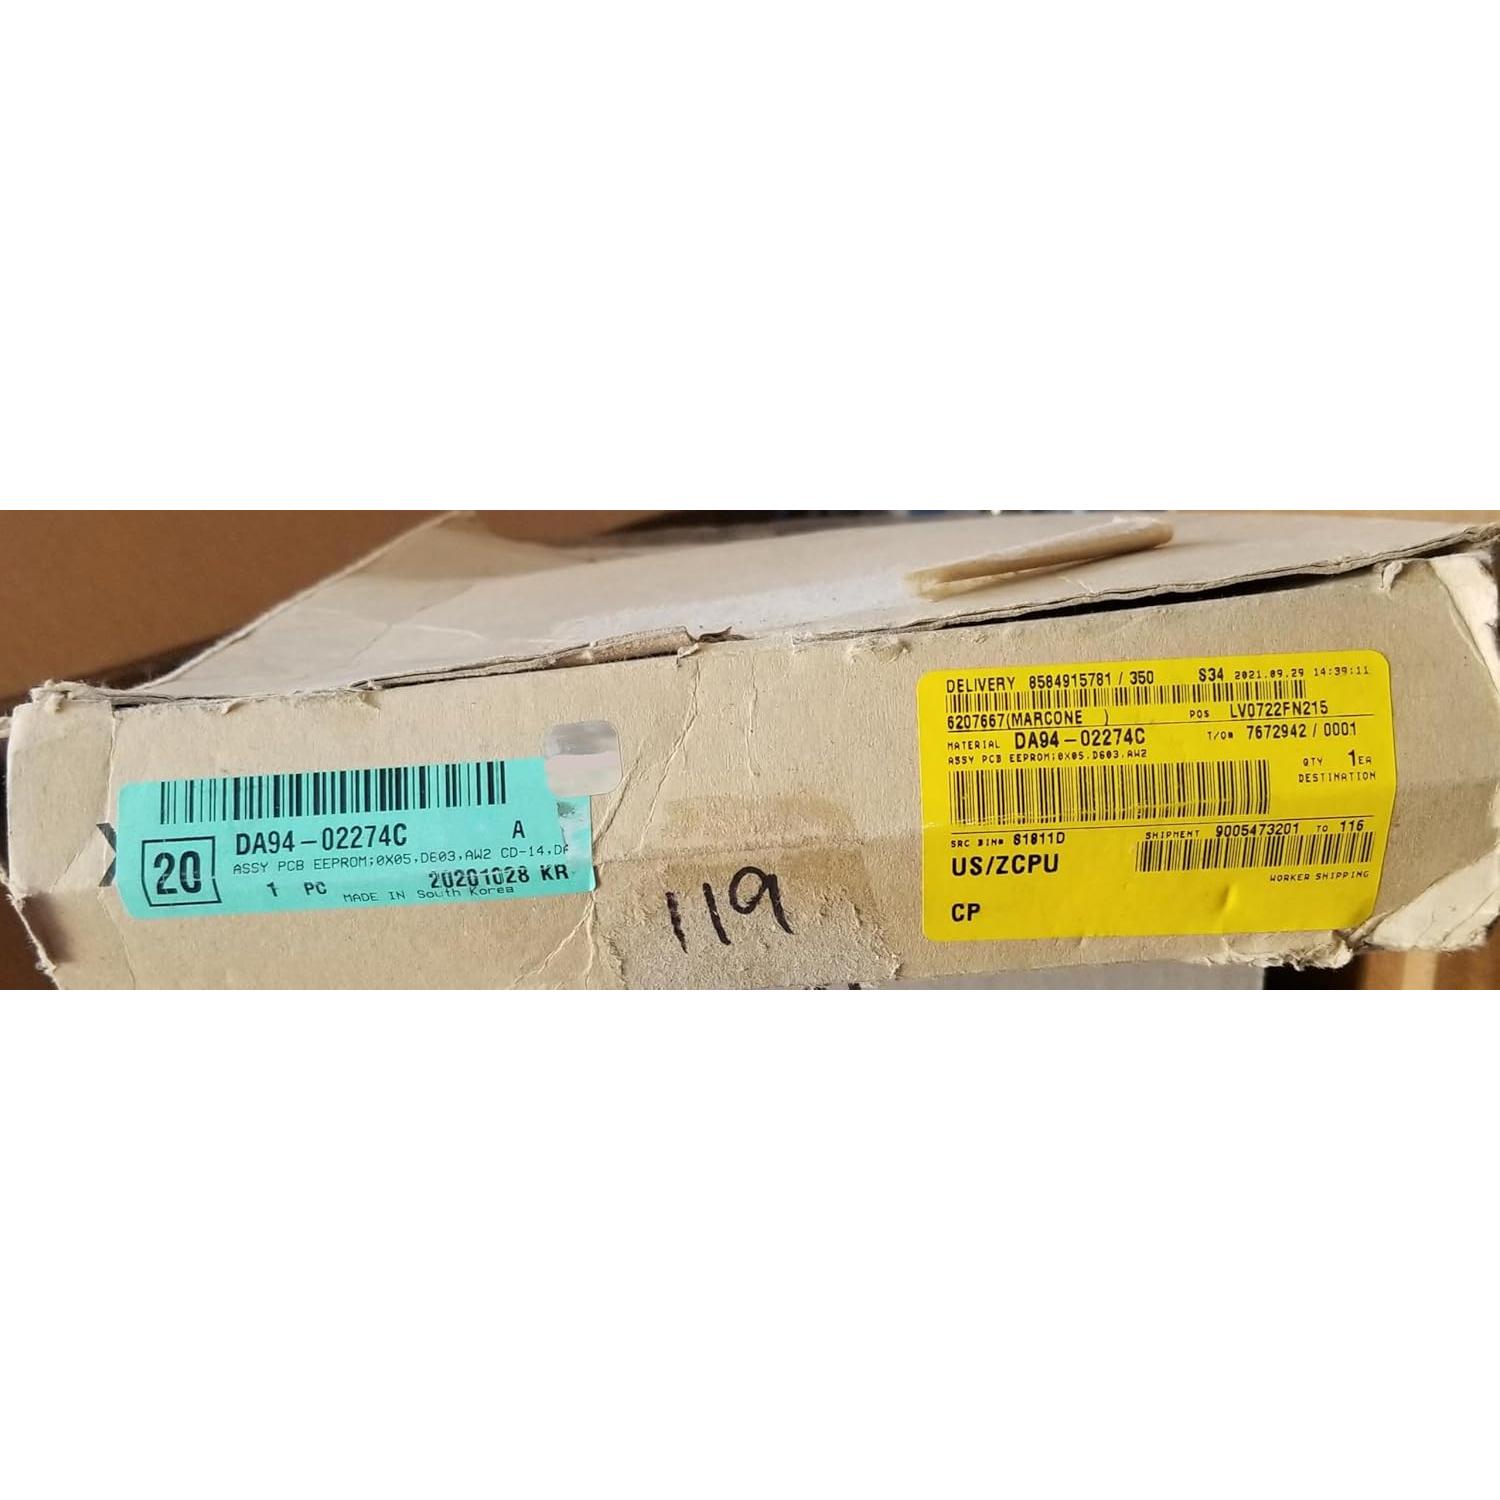 20
DA94-02274C A
ASSY PCB EEPROM;0X05,D603,AW2 CD-14,DA
1 PC 20201028 KR
MADE IN South Korea
119
DELIVERY 8584915781 / 350 S34 2021.09.29 14:39:11
6207667(MARCONE ) POS LV0722FN215
MATERIAL DA94-02274C T/O# 7672942 / 0001
ASSY PCB EEPROM;0X05.D603.AW2
QTY 1EA
DESTINATION
SRC BIN# S1811D SHIPMENT 9005473201 TO 116
US/ZCPU
WORKER SHIPPING
CP